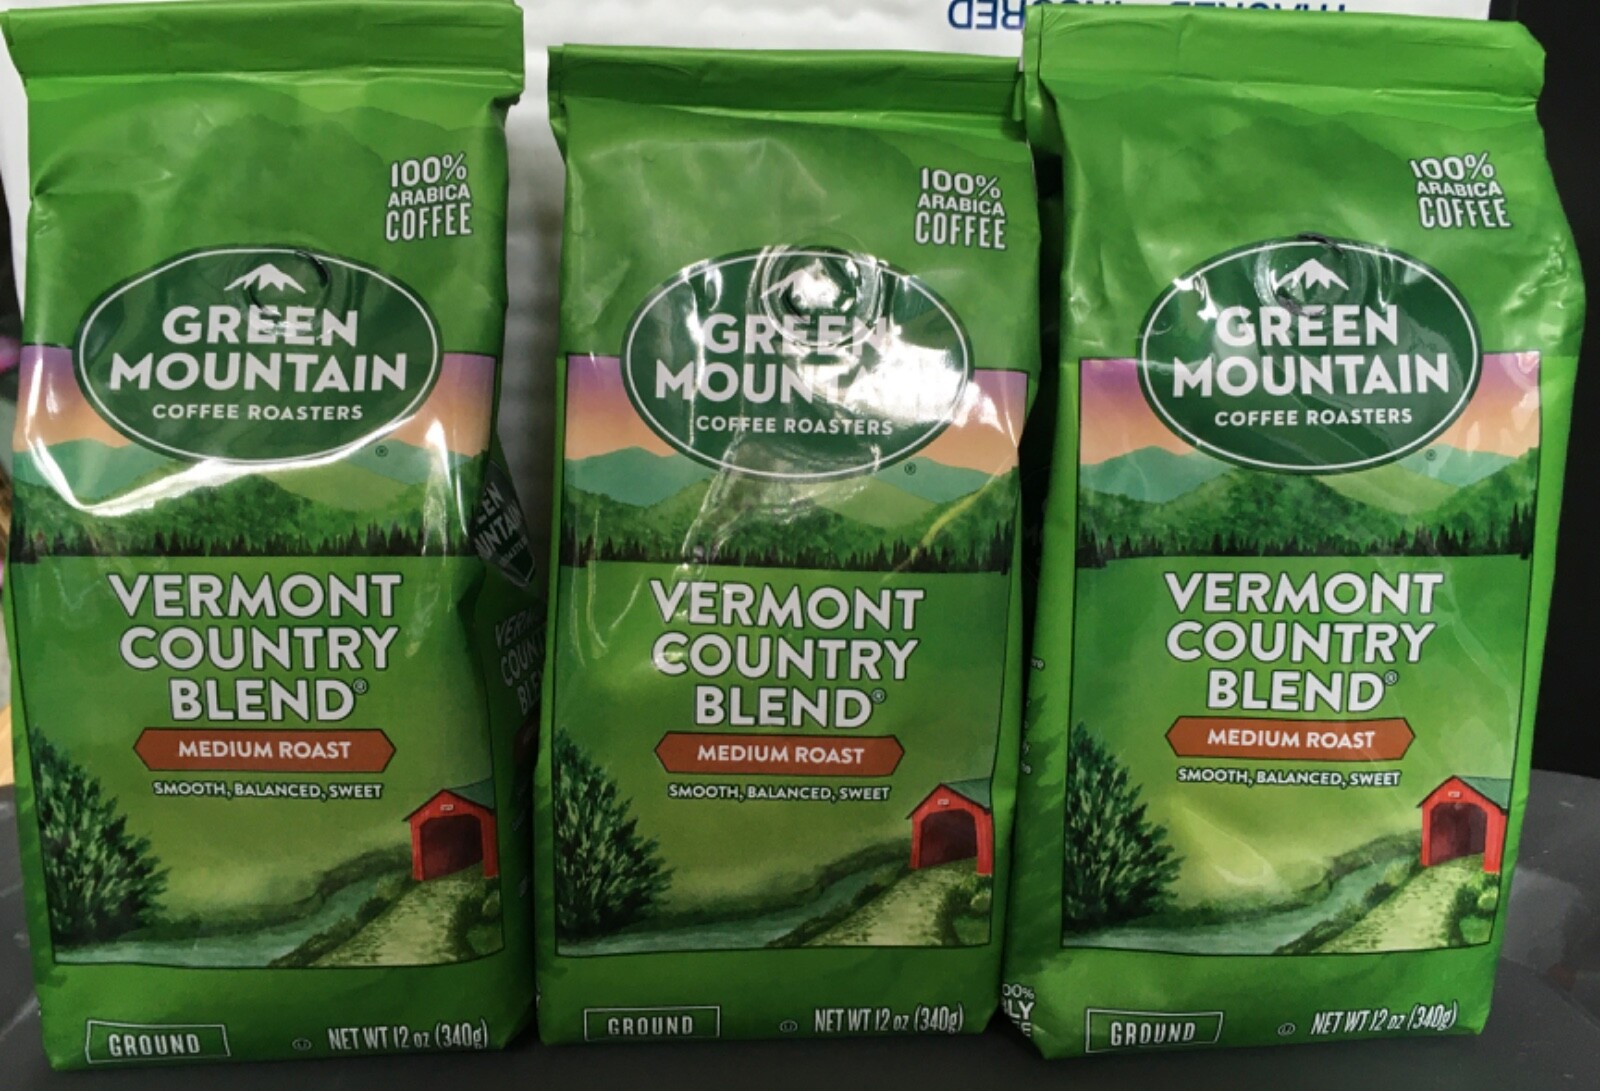 100%
ARABICA
COFFEE
GREEN
MOUNTAIN
COFFEE ROASTERS
®
VERMONT
COUNTRY
BLEND®
MEDIUM ROAST
SMOOTH, BALANCED, SWEET
GROUND
NET WT 12 oz (340g)
100%
ARABICA
COFFEE
GREEN
MOUNTAIN
COFFEE ROASTERS
®
VERMONT
COUNTRY
BLEND®
MEDIUM ROAST
SMOOTH, BALANCED, SWEET
GROUND
NET WT 12 oz (340g)
100%
ARABICA
COFFEE
GREEN
MOUNTAIN
COFFEE ROASTERS
®
VERMONT
COUNTRY
BLEND®
MEDIUM ROAST
SMOOTH, BALANCED, SWEET
GROUND
NET WT 12 oz (340g)